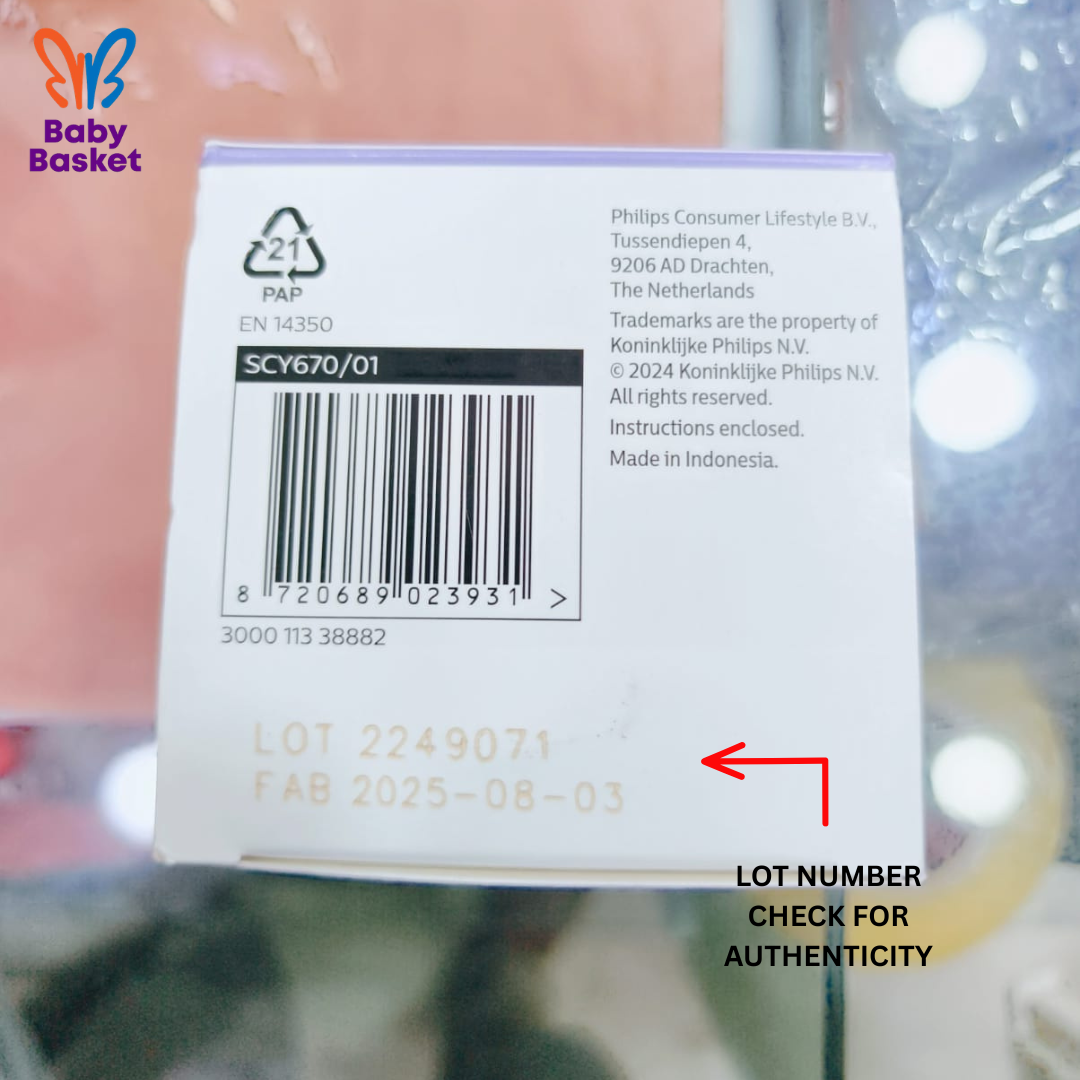 Baby
Basket
21
PAP
EN 14350
SCY670/01
8 720689 023931 >
3000 113 38882
Philips Consumer Lifestyle B.V.,
Tussendiepen 4,
9206 AD Drachten,
The Netherlands
Trademarks are the property of
Koninklijke Philips N.V.
© 2024 Koninklijke Philips N.V.
All rights reserved.
Instructions enclosed.
Made in Indonesia.
LOT 2249071
FAB 2025-08-03
LOT NUMBER
CHECK FOR
AUTHENTICITY